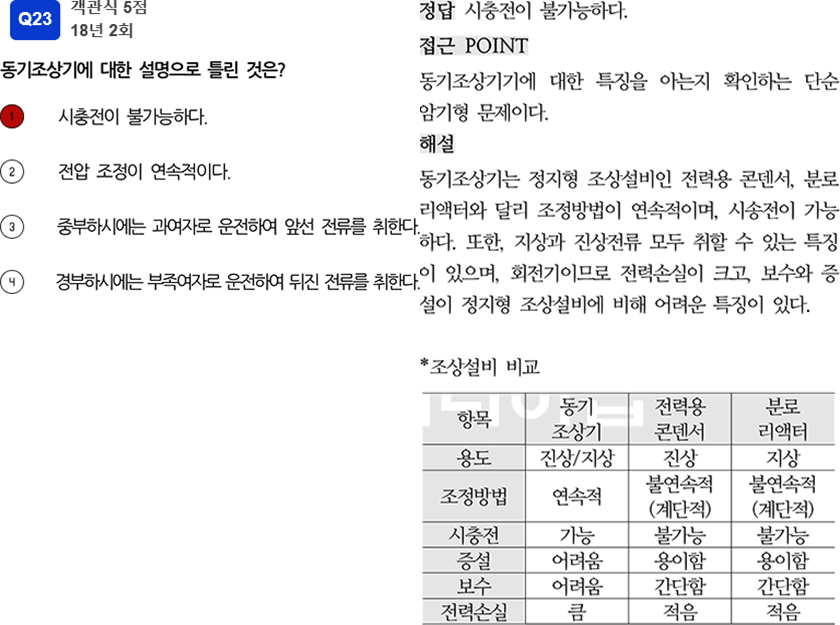 Q23
객관식 5점
18년 2회
동기조상기에 대한 설명으로 틀린 것은?
1 시충전이 불가능하다.
2 전압 조정이 연속적이다.
3 중부하시에는 과여자로 운전하여 앞선 전류를 취한다.
4 경부하시에는 부족여자로 운전하여 뒤진 전류를 취한다.
정답 시충전이 불가능하다.
접근 POINT
동기조상기기에 대한 특징을 아는지 확인하는 단순
암기형 문제이다.
해설
동기조상기는 정지형 조상설비인 전력용 콘덴서, 분로
리액터와 달리 조정방법이 연속적이며, 시송전이 가능
하다. 또한, 지상과 진상전류 모두 취할 수 있는 특징
이 있으며, 회전기이므로 전력손실이 크고, 보수와 증
설이 정지형 조상설비에 비해 어려운 특징이 있다.
*조상설비 비교
항목 동기 조상기 전력용 콘덴서 분로 리액터
용도 진상/지상 진상 지상
조정방법 연속적 불연속적 (계단적) 불연속적 (계단적)
시충전 가능 불가능 불가능
증설 어려움 용이함 용이함
보수 어려움 간단함 간단함
전력손실 큼 적음 적음